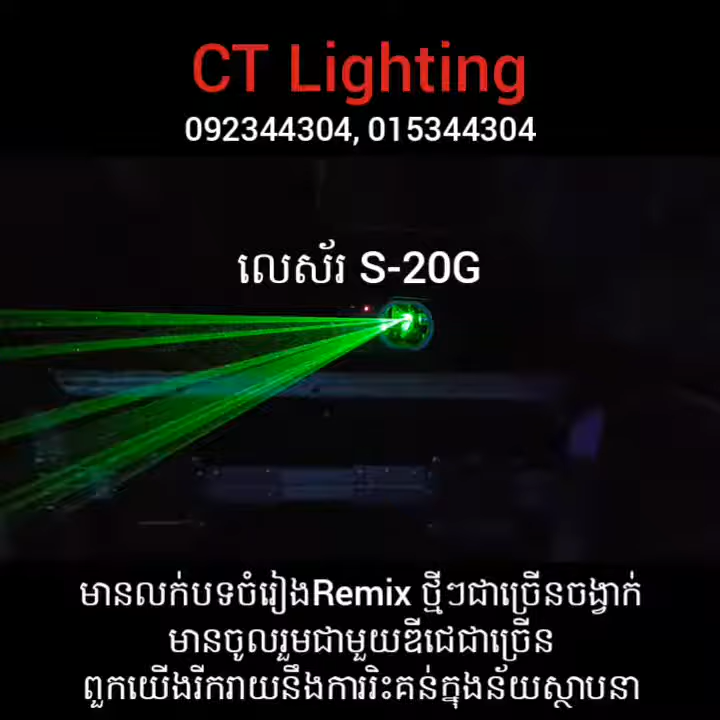 CT Lighting
092344304, 015344304
លេស័រ S-20G
មានលក់បទចំរៀងRemix ថ្មីៗជាច្រើនចង្វាក់
មានចូលរួមជាមួយឌីជេជាច្រើន
ពួកយើងរីករាយនឹងការរិះគន់ក្នុងន័យស្ថាបនា